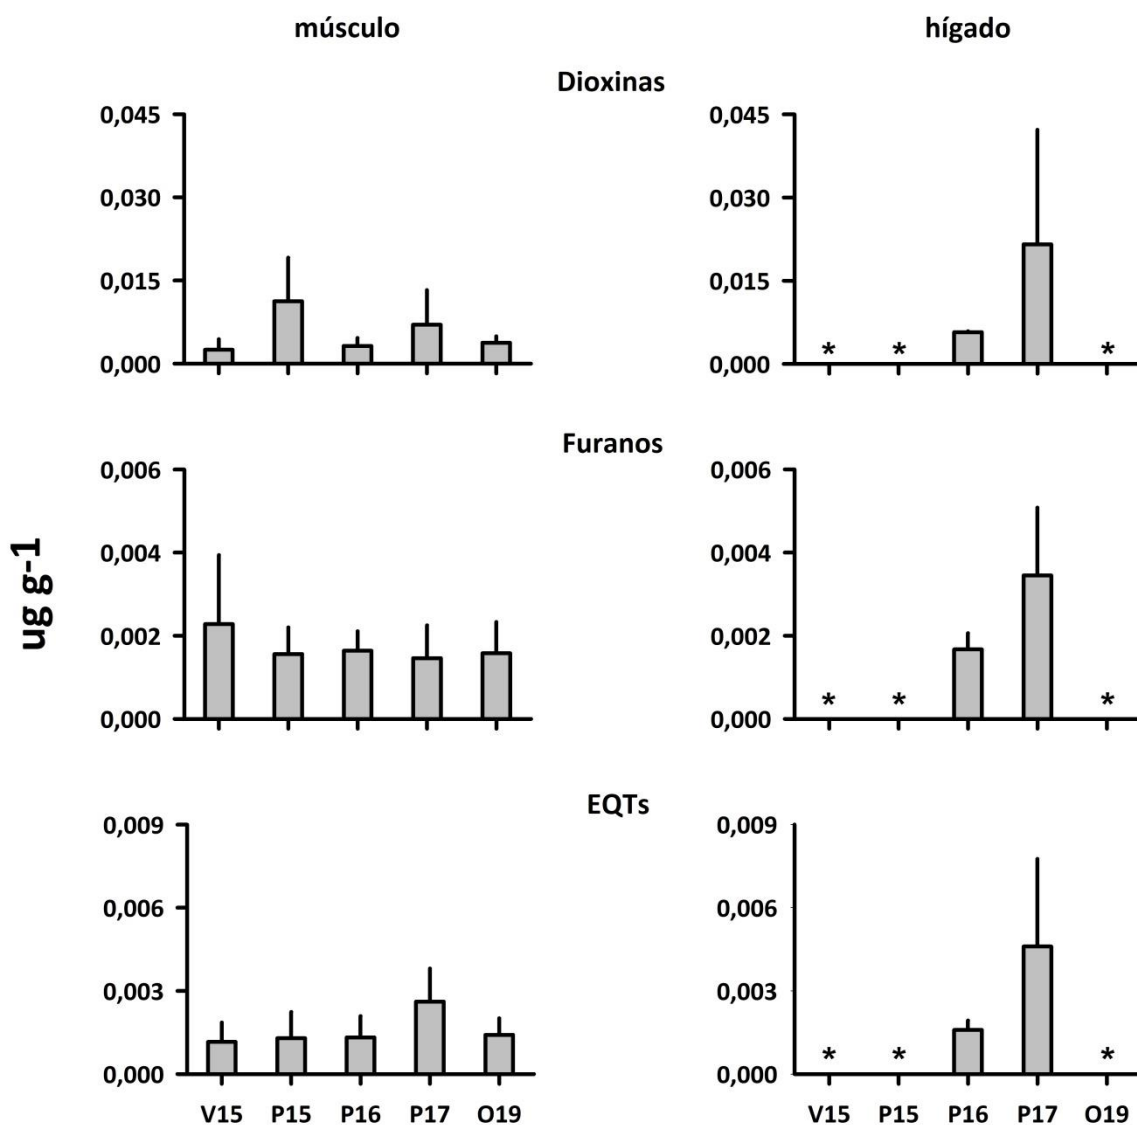 músculo hígado
Dioxinas
0,045 0,045
0,030 0,030
0,015 0,015
0,000 * * * 0,000
Furanos
0,006 0,006
0,004 0,004
0,002 0,002
0,000 * * * 0,000
ug g-1
EQTs
0,009 0,009
0,006 0,006
0,003 0,003
0,000 * * * 0,000
V15 P15 P16 P17 O19 V15 P15 P16 P17 O19